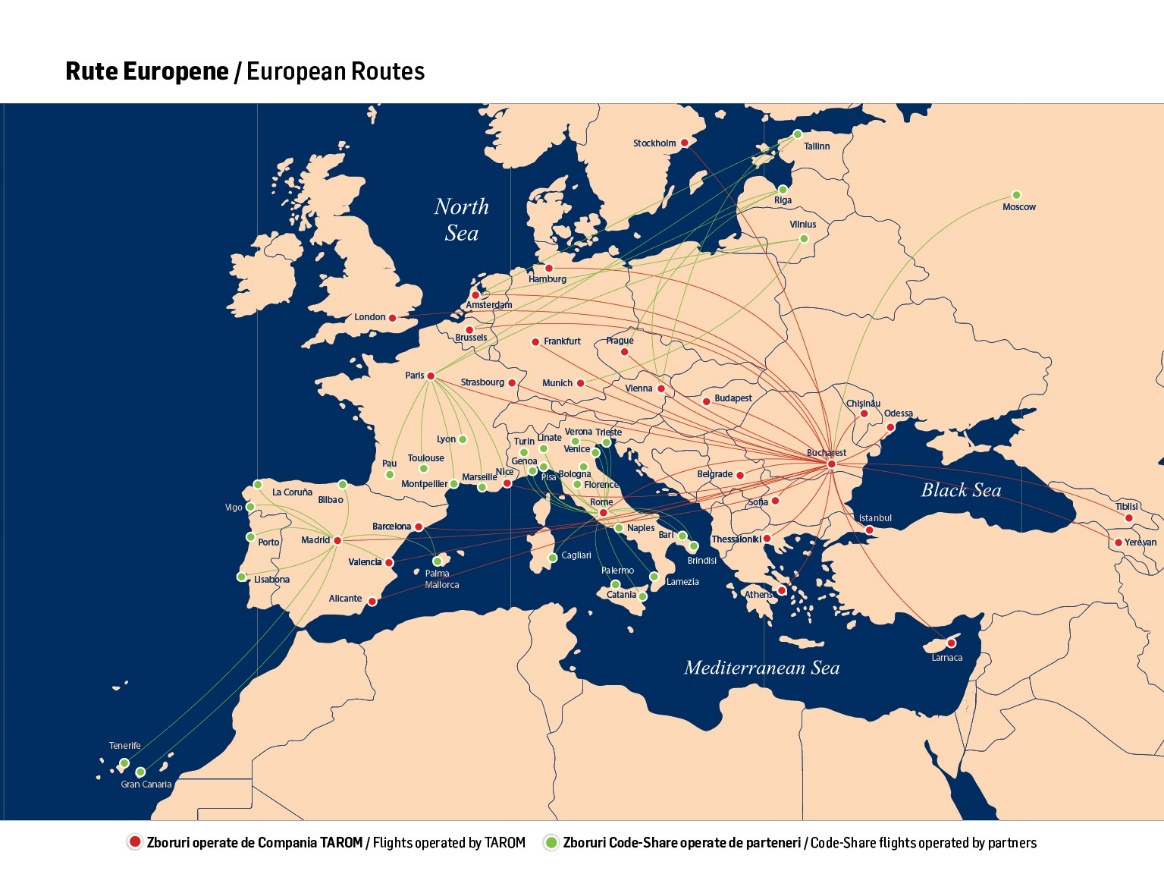 Rute Europene / European Routes
Stockholm
Tallinn
Riga
Moscow
North
Sea
Vilnius
Hamburg
Amsterdam
London
Brussels
Frankfurt
Prague
Paris
Strasbourg
Munich
Vienna
Budapest
Chișinău
Odessa
Lyon
Turin
Linate
Verona
Trieste
Venice
Bucharest
Pau
Toulouse
Genoa
Nice
Pisa
Bologna
Belgrade
Montpellier
Marseille
Florence
La Coruña
Bilbao
Black Sea
Vigo
Rome
Sofia
Tibilisi
Istanbul
Barcelona
Naples
Bari
Thessaloniki
Porto
Madrid
Yerevan
Cagliari
Brindisi
Valencia
Palma
Mallorca
Lisabona
Palermo
Lamezia
Alicante
Catania
Athens
Larnaca
Mediterranean Sea
Tenerife
Gran Canaria
Zboruri operate de Compania TAROM / Flights operated by TAROM
Zboruri Code-Share operate de parteneri / Code-Share flights operated by partners